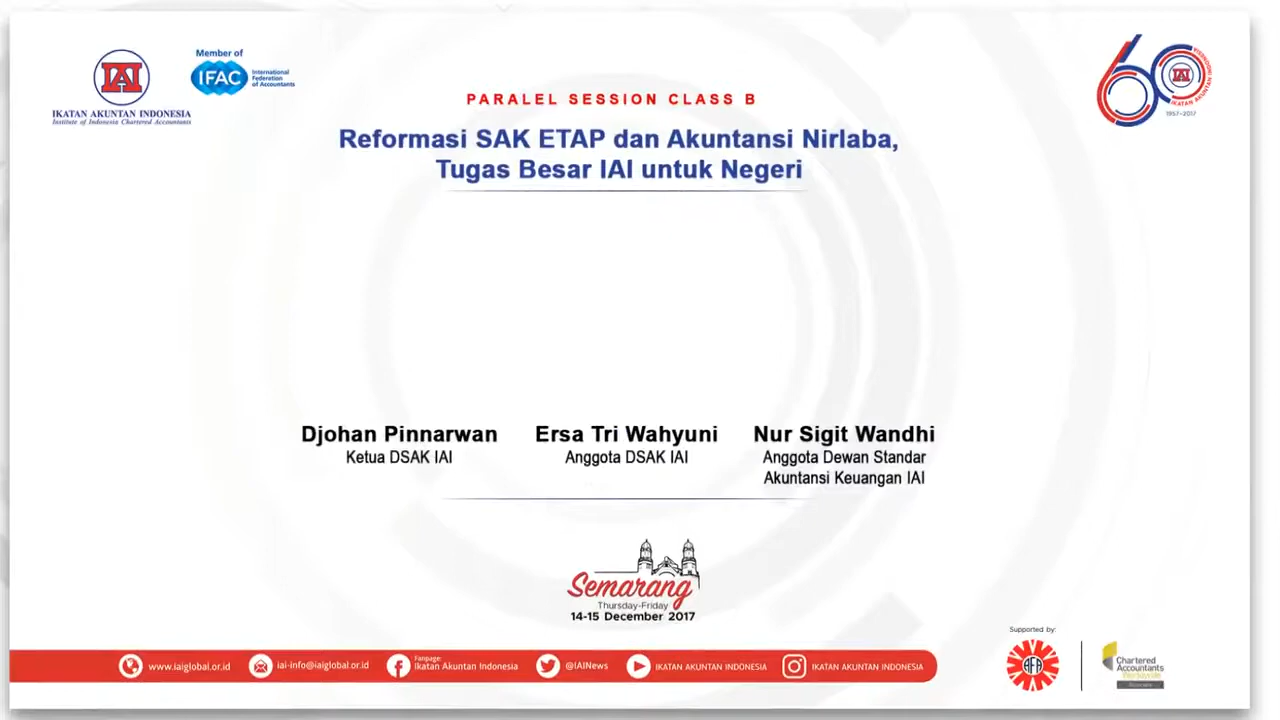 IAI
IKATAN AKUNTAN INDONESIA
Institute of Indonesia Chartered Accountants
Member of
IFAC
International
Federation
of Accountants
60
IAI
IKATAN AKUNTAN INDONESIA
1957-2017
PARALEL SESSION CLASS B
Reformasi SAK ETAP dan Akuntansi Nirlaba,
Tugas Besar IAI untuk Negeri
Djohan Pinnarwan
Ketua DSAK IAI
Ersa Tri Wahyuni
Anggota DSAK IAI
Nur Sigit Wandhi
Anggota Dewan Standar
Akuntansi Keuangan IAI
Semarang
Thursday-Friday
14-15 December 2017
www.iaiglobal.or.id
iai-info@iaiglobal.or.id
Fanpage:
Ikatan Akuntan Indonesia
@IAINews
IKATAN AKUNTAN INDONESIA
IKATAN AKUNTAN INDONESIA
Supported by:
AFA
Chartered
Accountants
Worldwide